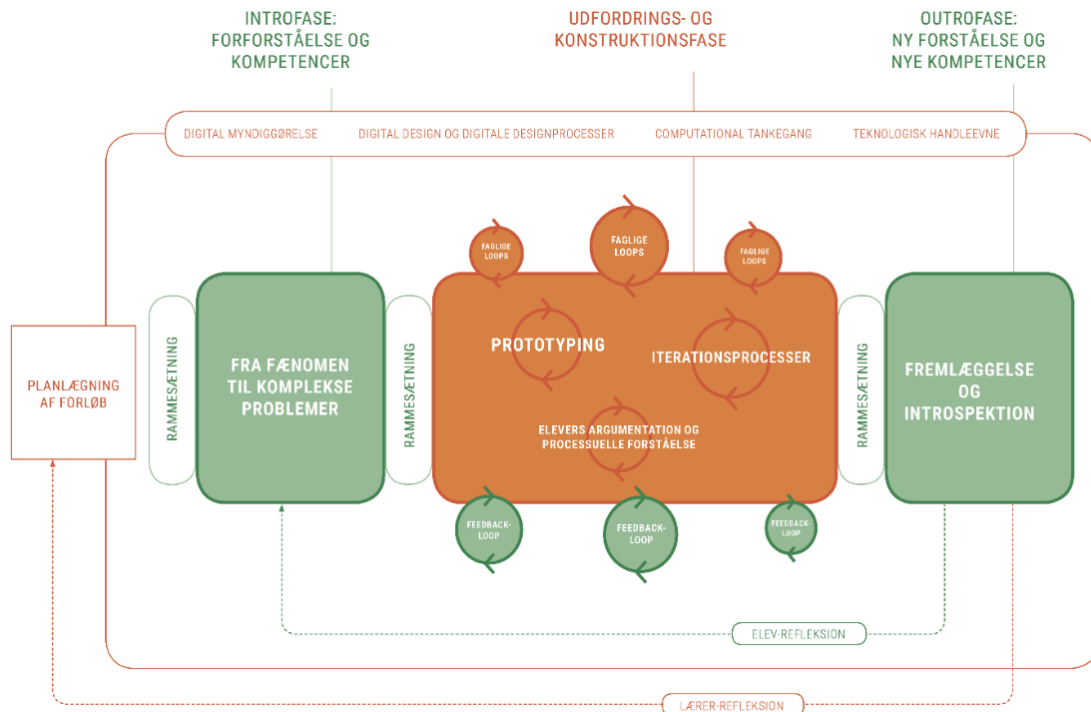 INTROFASE:
FORFORSTÅELSE OG
KOMPETENCER
UDFORDRINGS- OG
KONSTRUKTIONSFASE
OUTROFASE:
NY FORSTÅELSE OG
NYE KOMPETENCER
DIGITAL MYNDIGGØRELSE
DIGITAL DESIGN OG DIGITALE DESIGNPROCESSER
COMPUTATIONAL TANKEGANG
TEKNOLOGISK HANDLEEVNE
PLANLÆGNING
AF FORLØB
RAMMESÆTNING
FRA FÆNOMEN
TIL KOMPLEKSE
PROBLEMER
RAMMESÆTNING
FAGLIGE
LOOPS
FAGLIGE
LOOPS
FAGLIGE
LOOPS
PROTOTYPING
ITERATIONSPROCESSER
ELEVERS ARGUMENTATION OG
PROCESSUELLE FORSTÅELSE
FEEDBACK-
LOOP
FEEDBACK-
LOOP
FEEDBACK-
LOOP
RAMMESÆTNING
FREMLÆGGELSE
OG
INTROSPEKTION
ELEV-REFLEKSION
LÆRER-REFLEKSION